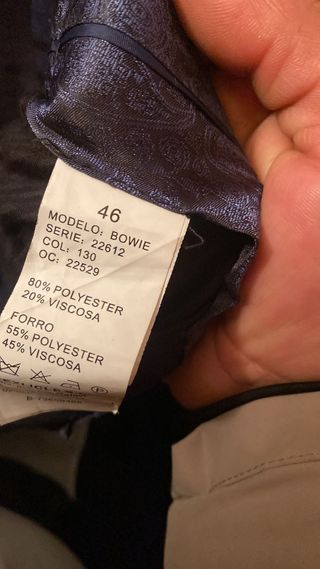 46
MODELO: BOWIE
SERIE: 22612
COL: 130
OC: 22529
80% POLYESTER
20% VISCOSA
FORRO
55% POLYESTER
45% VISCOSA